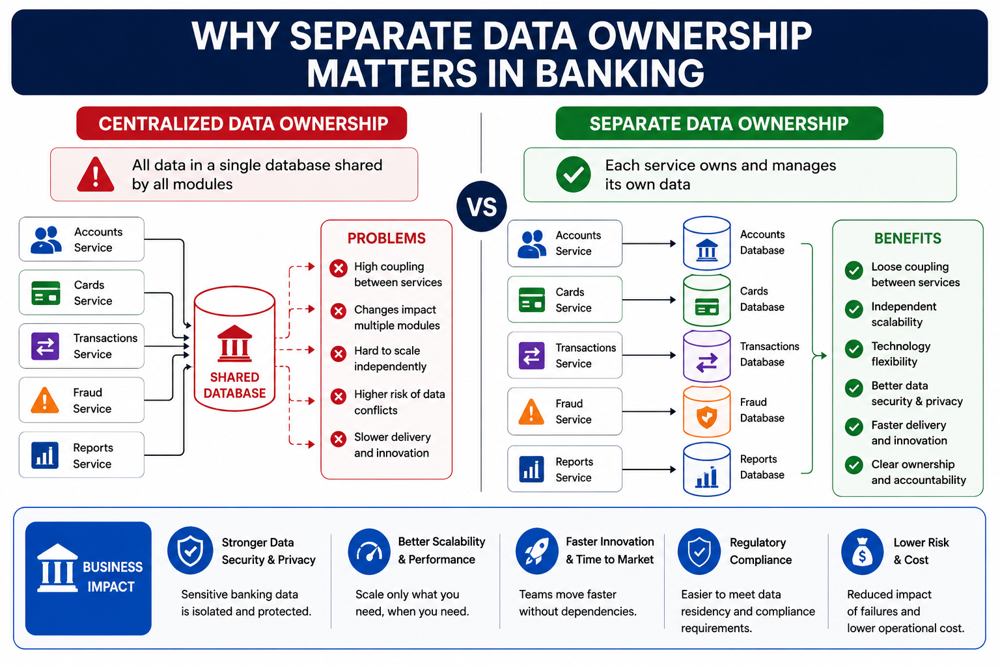 WHY SEPARATE DATA OWNERSHIP
MATTERS IN BANKING
CENTRALIZED DATA OWNERSHIP
All data in a single database shared
by all modules
Accounts
Service
Cards
Service
Transactions
Service
Fraud
Service
Reports
Service
SHARED
DATABASE
PROBLEMS
High coupling
between services
Changes impact
multiple modules
Hard to scale
independently
Higher risk of data
conflicts
Slower delivery
and innovation
VS
SEPARATE DATA OWNERSHIP
Each service owns and manages
its own data
Accounts
Service
Accounts
Database
Cards
Service
Cards
Database
Transactions
Service
Transactions
Database
Fraud
Service
Fraud
Database
Reports
Service
Reports
Database
BENEFITS
Loose coupling
between services
Independent
scalability
Technology
flexibility
Better data
security & privacy
Faster delivery
and innovation
Clear ownership
and accountability
BUSINESS
IMPACT
Stronger Data
Security & Privacy
Sensitive banking data
is isolated and protected.
Better Scalability
& Performance
Scale only what you
need, when you need.
Faster Innovation
& Time to Market
Teams move faster
without dependencies.
Regulatory
Compliance
Easier to meet data
residency and compliance
requirements.
$
Lower Risk
& Cost
Reduced impact
of failures and
lower operational cost.